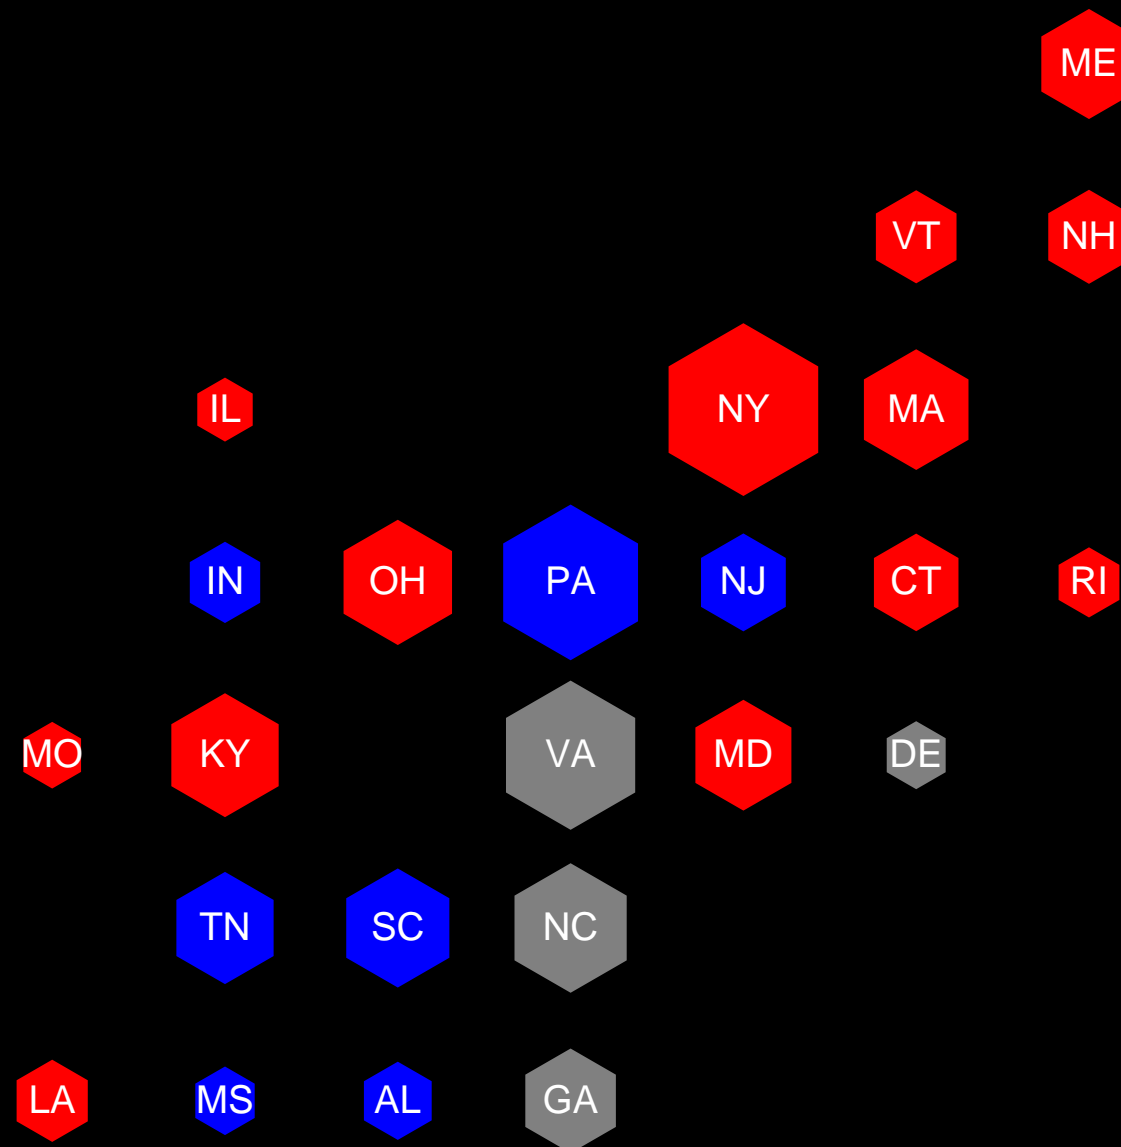 ME
VT NH
IL NY MA
IN OH PA NJ CT RI
MO KY VA MD DE
TN SC NC
LA MS AL GA